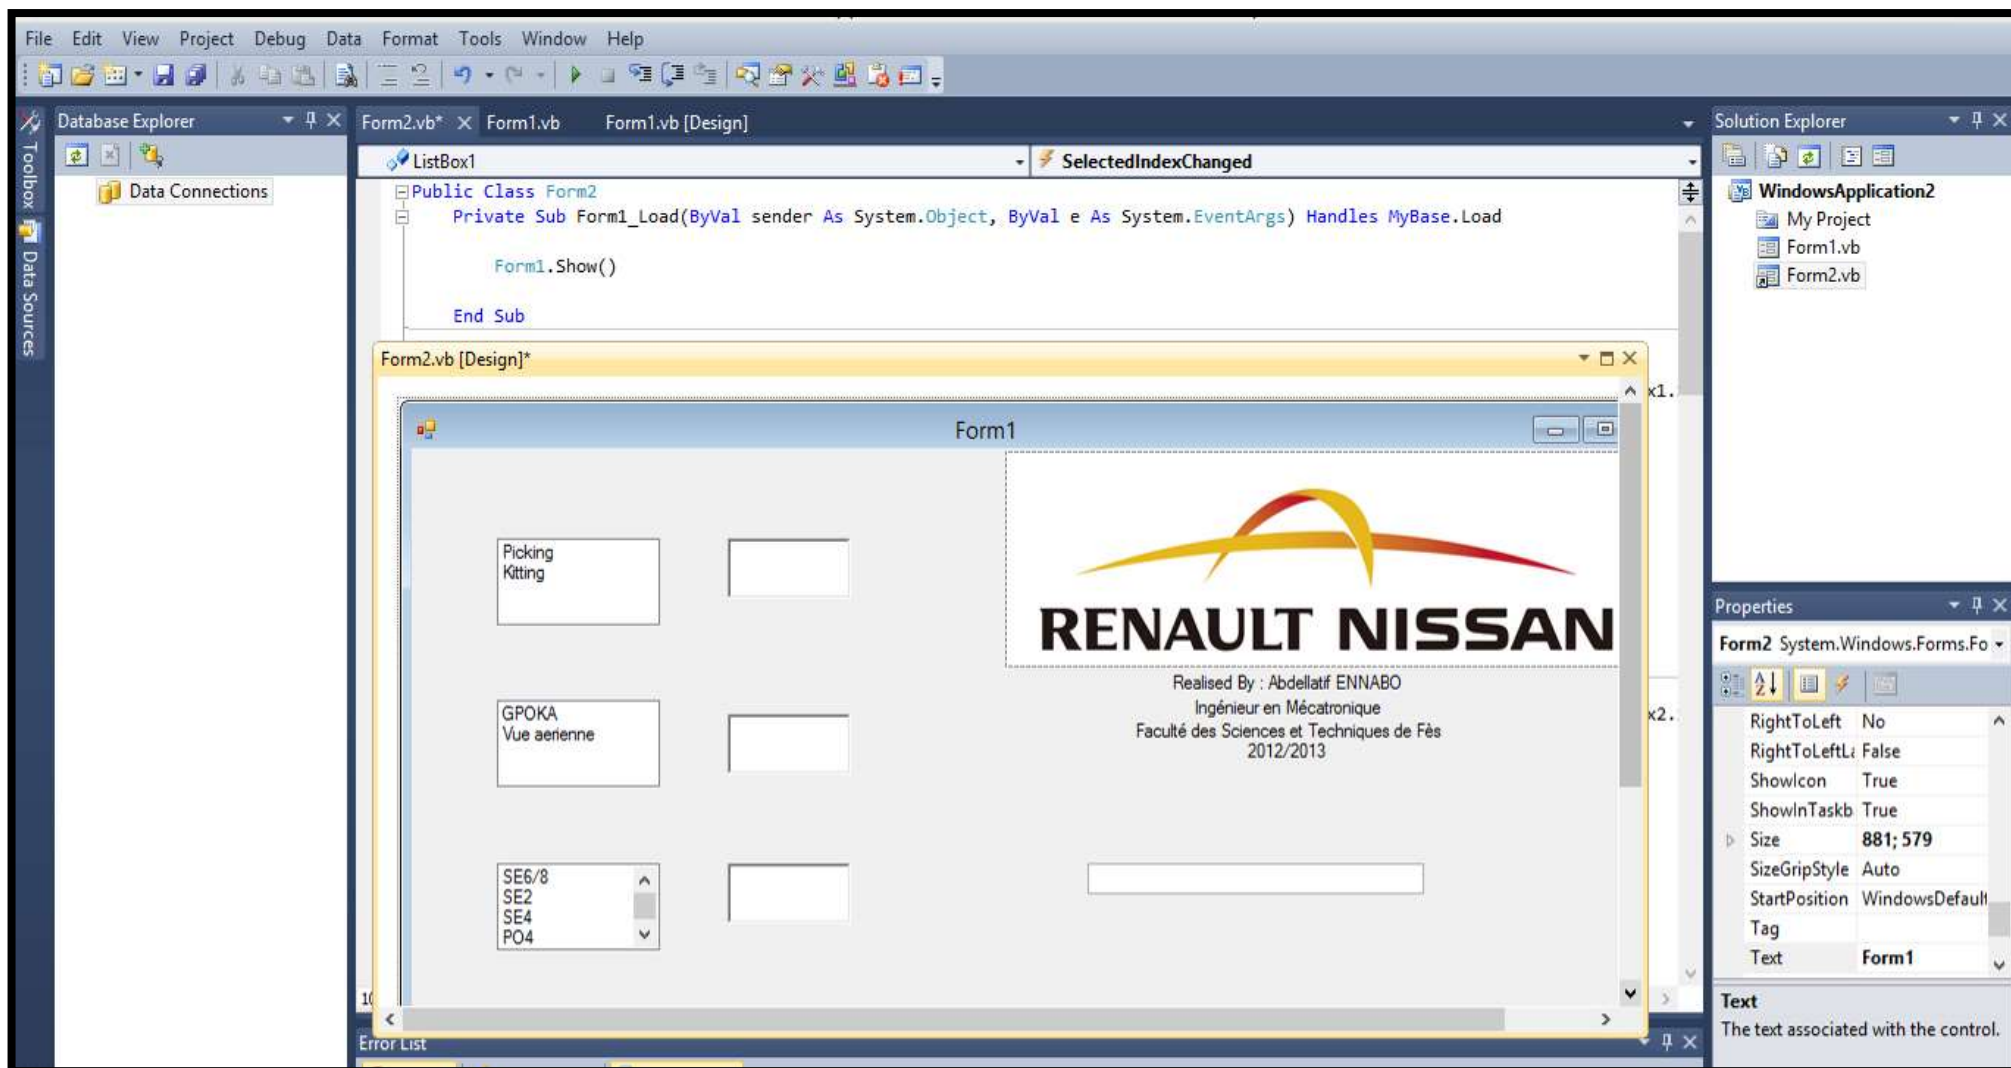 File Edit View Project Debug Data Format Tools Window Help
Toolbox
Data Sources
Database Explorer
Data Connections
Form2.vb* Form1.vb Form1.vb [Design]
ListBox1 SelectedIndexChanged
Public Class Form2
Private Sub Form1_Load(ByVal sender As System.Object, ByVal e As System.EventArgs) Handles MyBase.Load
Form1.Show()
End Sub
x1.
x2.
Form2.vb [Design]*
Form1
Picking
Kitting
GPOKA
Vue aerienne
SE6/8
SE2
SE4
PO4
RENAULT NISSAN
Realised By : Abdellatif ENNABO
Ingénieur en Mécatronique
Faculté des Sciences et Techniques de Fès
2012/2013
10
Error List
Solution Explorer
WindowsApplication2
My Project
Form1.vb
Form2.vb
Properties
Form2 System.Windows.Forms.Fo
RightToLeft No
RightToLeftLa False
ShowIcon True
ShowInTaskb True
Size 881; 579
SizeGripStyle Auto
StartPosition WindowsDefault
Tag
Text Form1
Text
The text associated with the control.